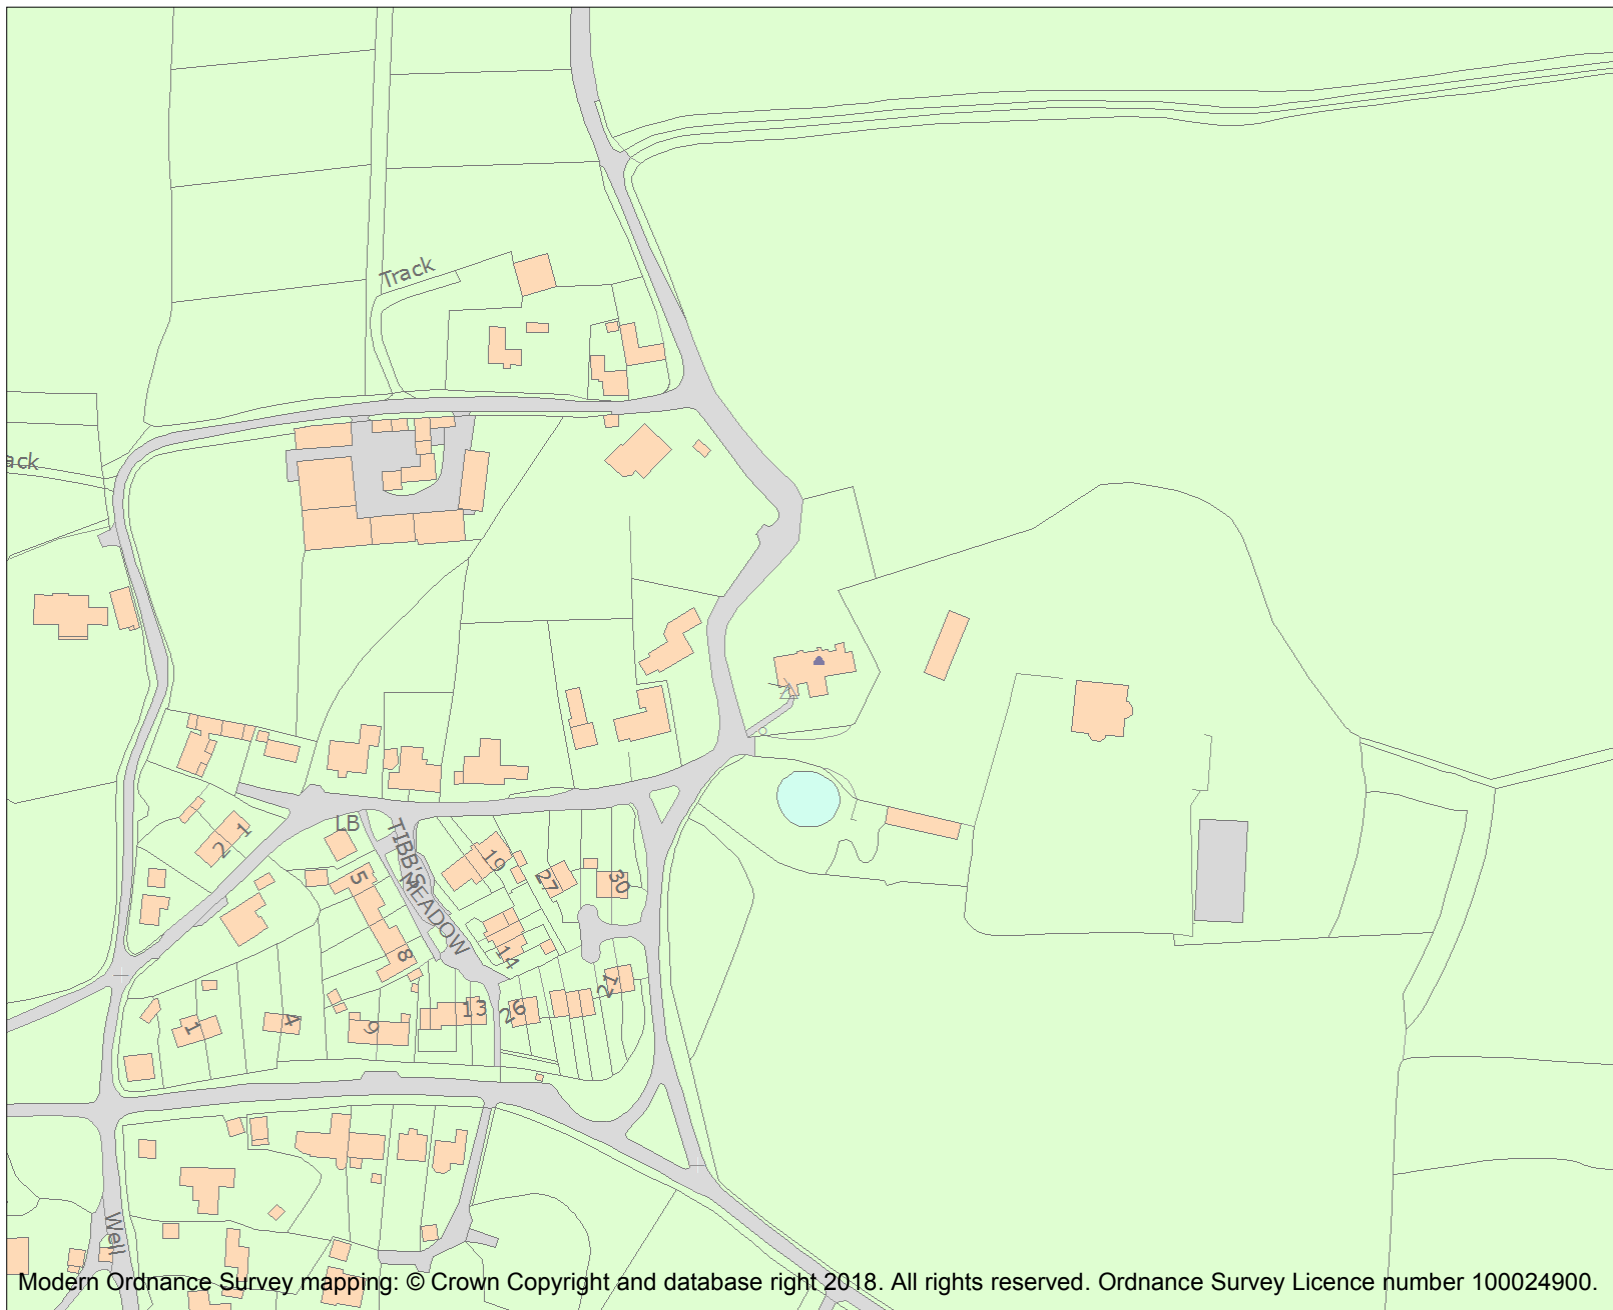 Track
ack
LB
TIBB'S
MEADOW
1
2
5
19
27
30
8
14
21
13
26
1
4
9
Well
Modern Ordnance Survey mapping: © Crown Copyright and database right 2018. All rights reserved. Ordnance Survey Licence number 100024900.